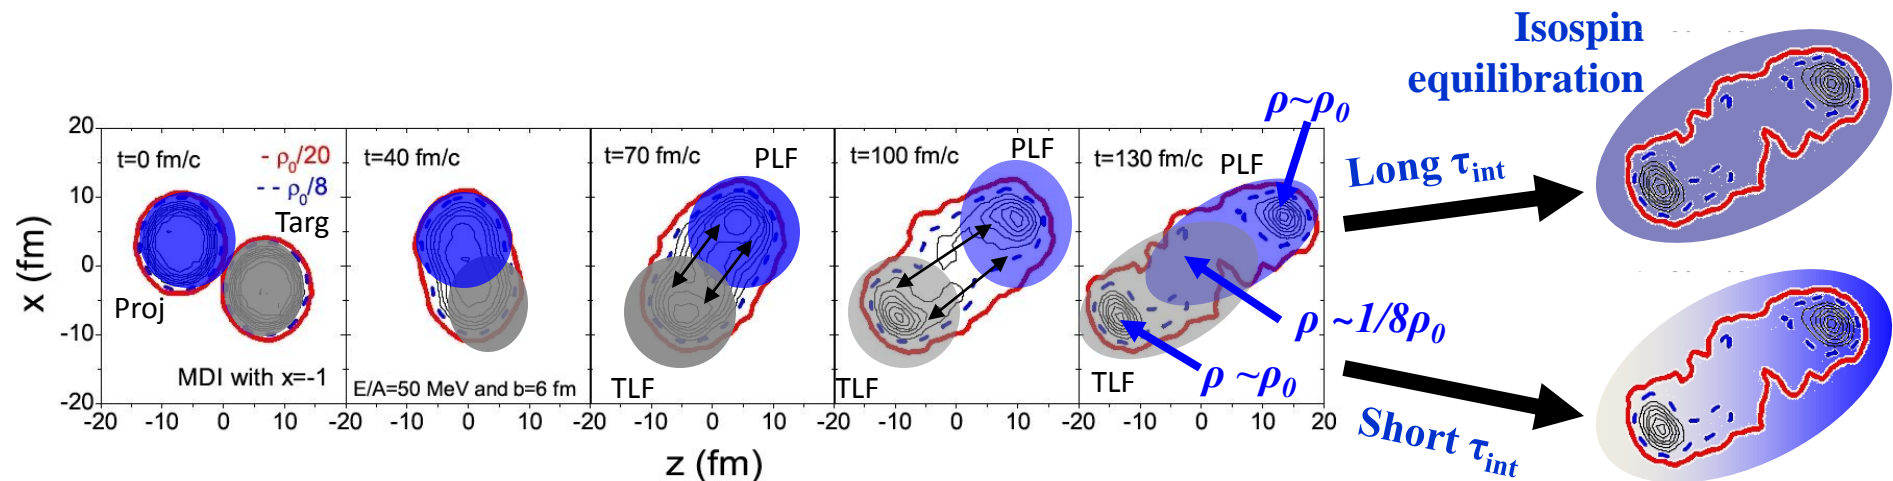 Isospin
equilibration
ρ~ρ0
20
10
0
-10
-20
x (fm)
t=0 fm/c
- ρ0/20
- - ρ0/8
Targ
Proj
MDI with x=-1
t=40 fm/c
E/A=50 MeV and b=6 fm
t=70 fm/c
PLF
TLF
t=100 fm/c
PLF
TLF
t=130 fm/c
PLF
TLF
ρ ~1/8ρ0
ρ ~ρ0
Long τint
Short τint
-20 -10 0 10 20 -10 0 10 20 -10 0 10 20 -10 0 10 20 -10 0 10 20
z (fm)